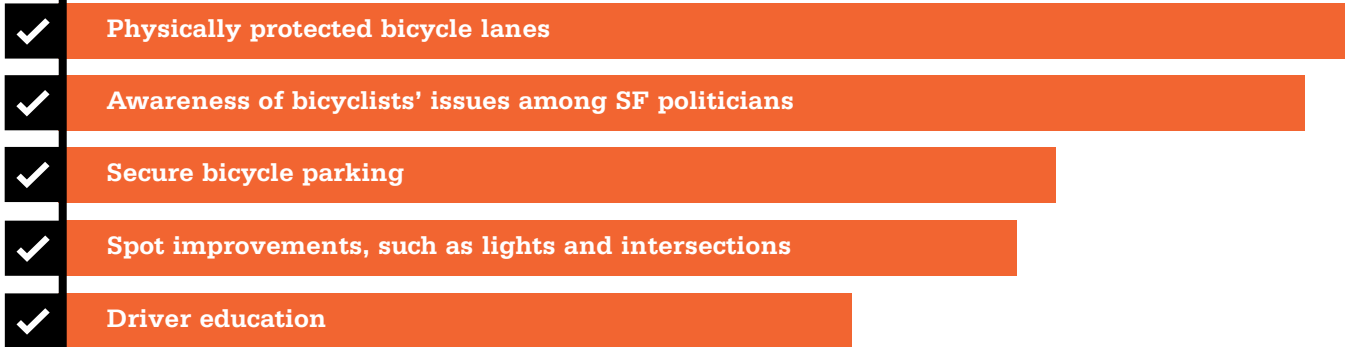 Physically protected bicycle lanes
Awareness of bicyclists’ issues among SF politicians
Secure bicycle parking
Spot improvements, such as lights and intersections
Driver education